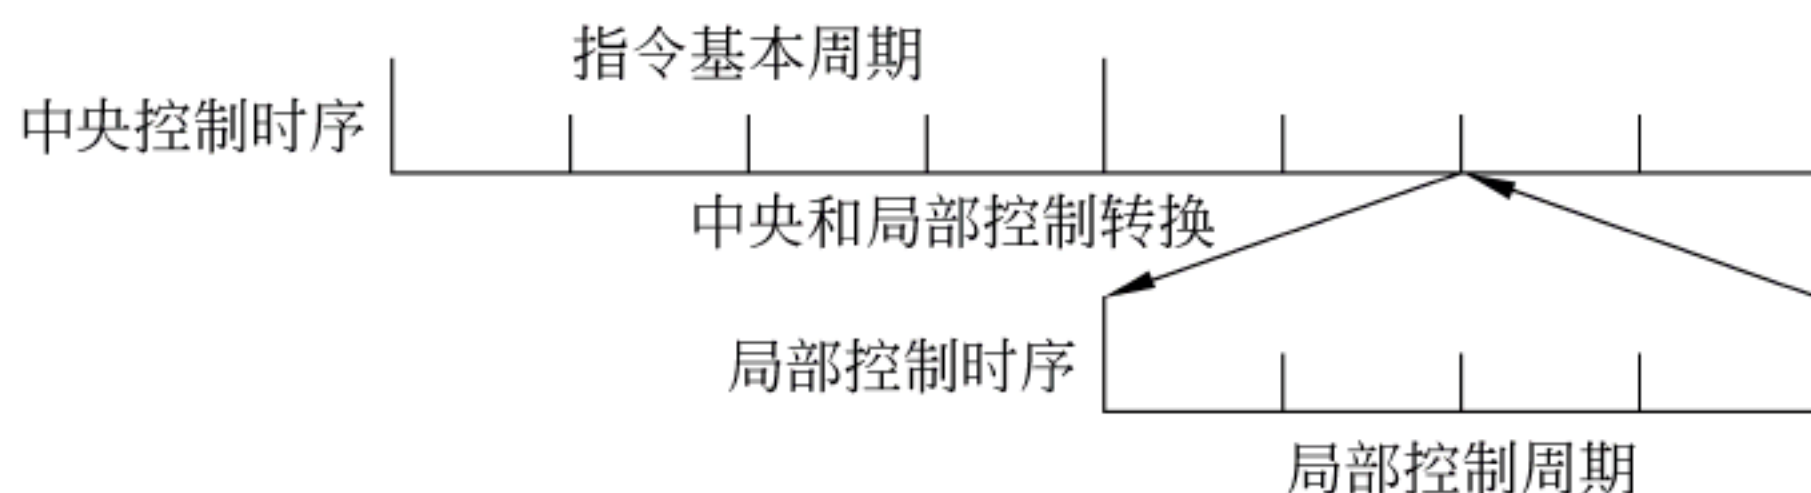 指令基本周期
中央控制时序
中央和局部控制转换
局部控制时序
局部控制周期